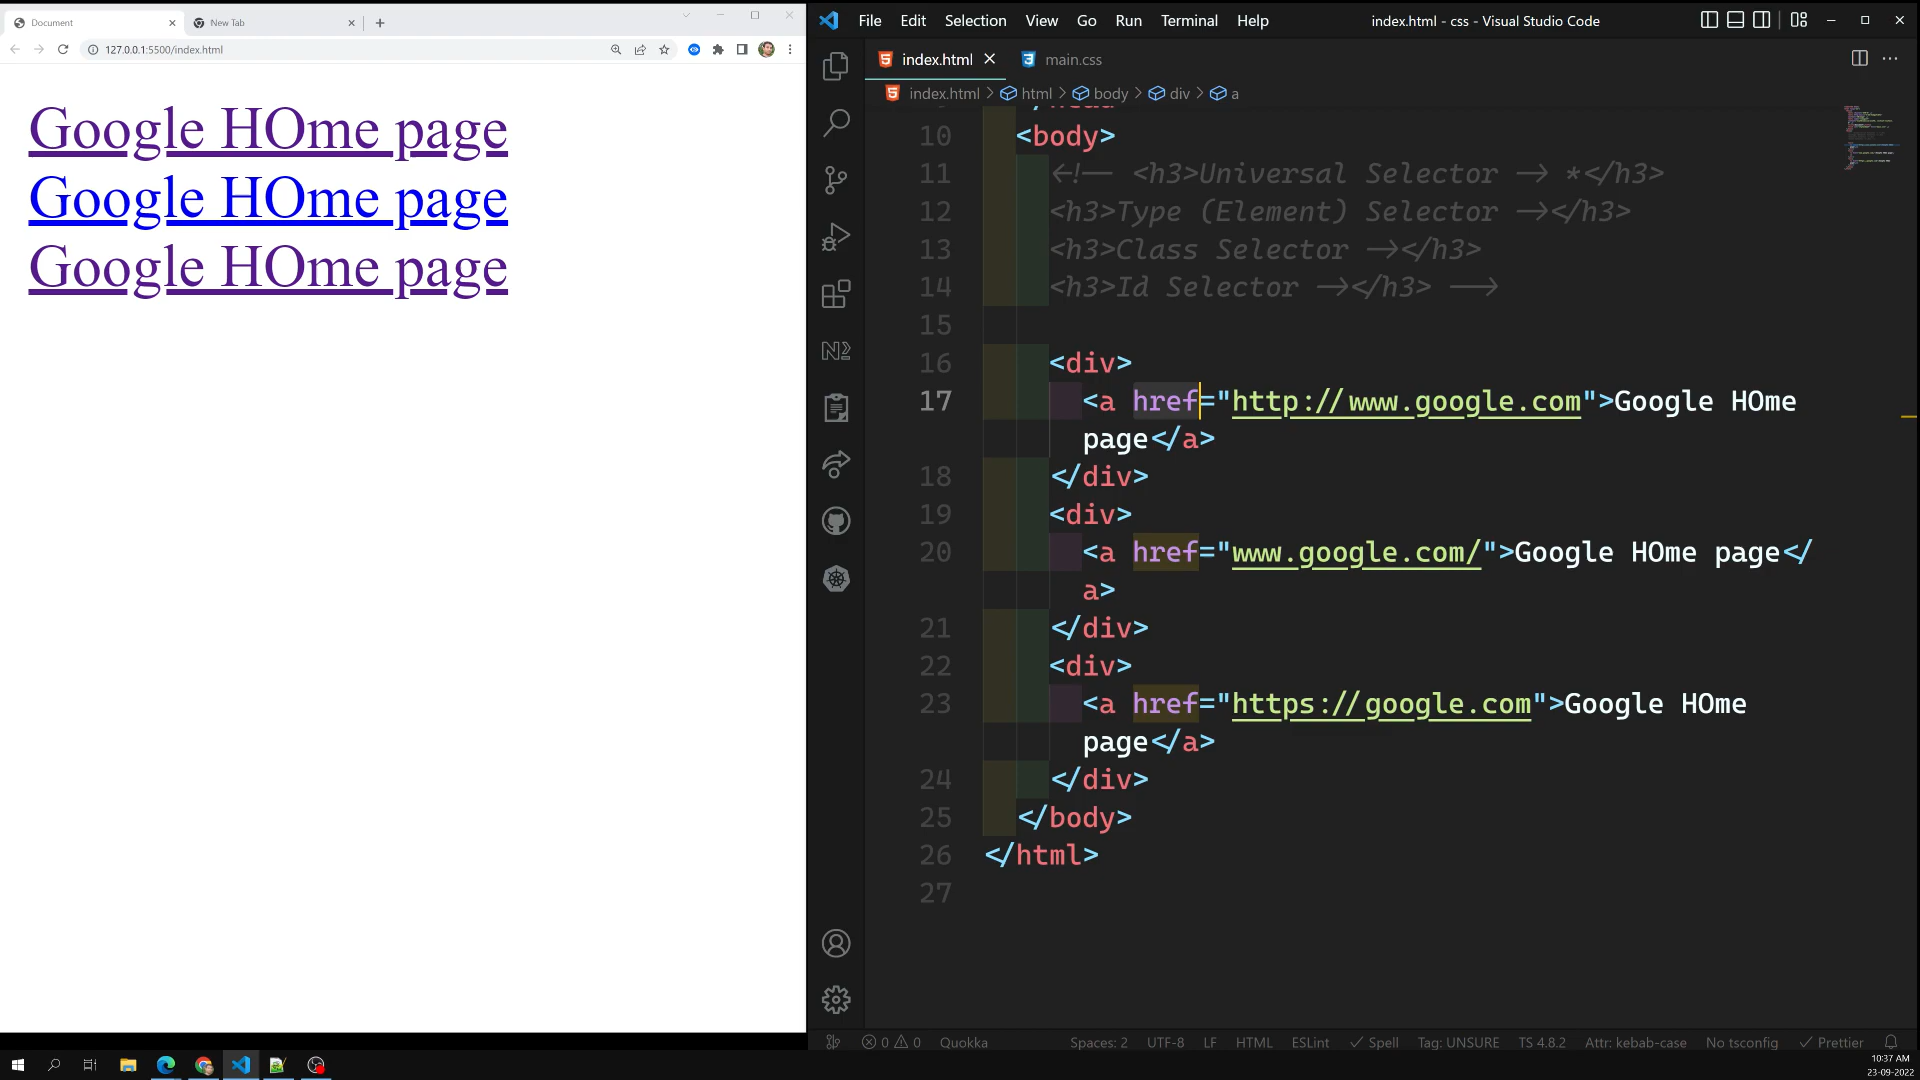 Document
New Tab
127.0.0.1:5500/index.html
Google HOme page
Google HOme page
Google HOme page
File Edit Selection View Go Run Terminal Help
index.html - css - Visual Studio Code
index.html
main.css
index.html > html > body > div > a
10 <body>
11 <!-- <h3>Universal Selector --> *</h3>
12 <h3>Type (Element) Selector --></h3>
13 <h3>Class Selector --></h3>
14 <h3>Id Selector --></h3> -->
15
16 <div>
17 <a href="http://www.google.com">Google HOme
page</a>
18 </div>
19 <div>
20 <a href="www.google.com/">Google HOme page</
a>
21 </div>
22 <div>
23 <a href="https://google.com">Google HOme
page</a>
24 </div>
25 </body>
26 </html>
27
0 0 Quokka Spaces: 2 UTF-8 LF HTML ESLint Spell Tag: UNSURE TS 4.8.2 Attr: kebab-case No tsconfig Prettier
10:37 AM
23-09-2022